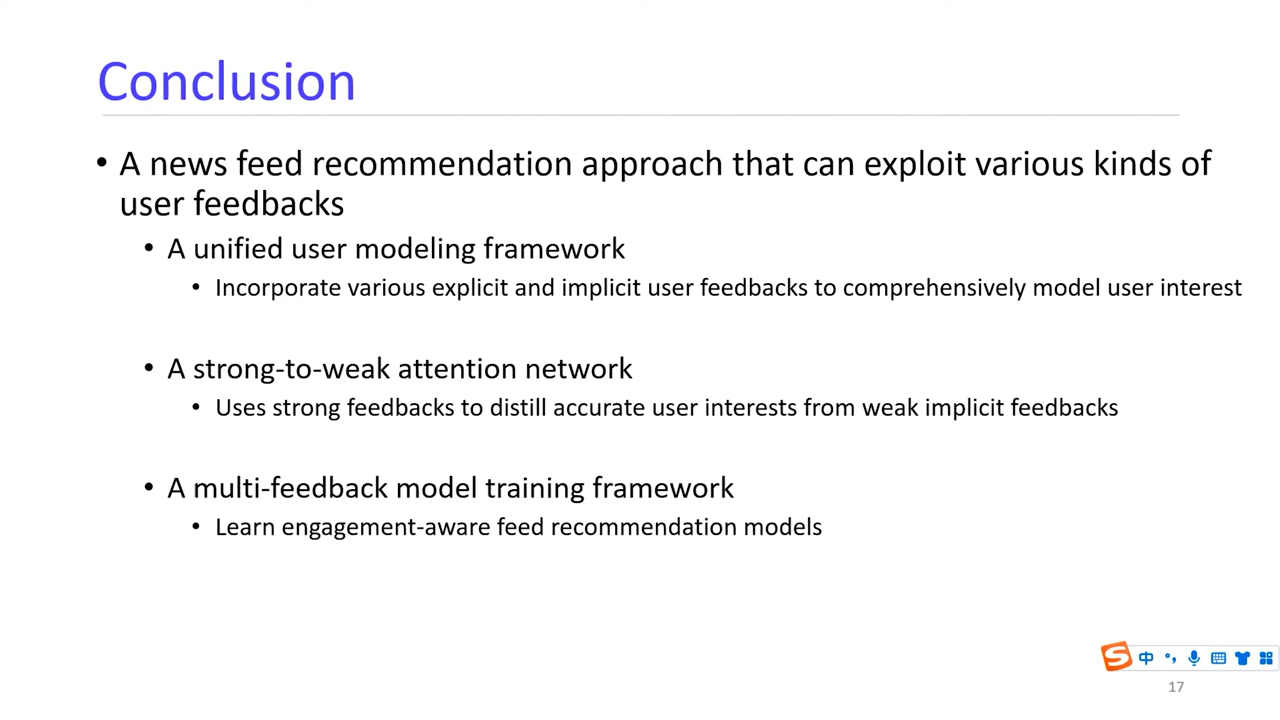 Conclusion
• A news feed recommendation approach that can exploit various kinds of
user feedbacks
• A unified user modeling framework
• Incorporate various explicit and implicit user feedbacks to comprehensively model user interest
• A strong-to-weak attention network
• Uses strong feedbacks to distill accurate user interests from weak implicit feedbacks
• A multi-feedback model training framework
• Learn engagement-aware feed recommendation models
S 中
17